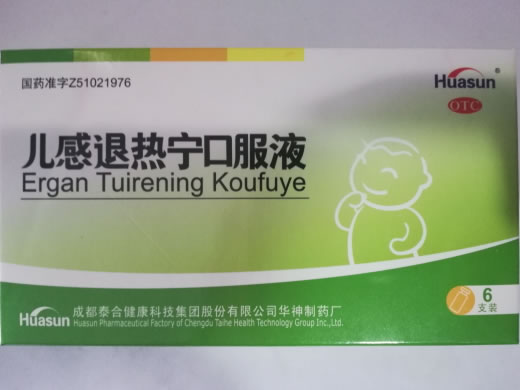 国药准字Z51021976
Huasun®
OTC
儿感退热宁口服液
Ergan Tuirening Koufuye
Huasun
成都泰合健康科技集团股份有限公司华神制药厂
Huasun Pharmaceutical Factory of Chengdu Taihe Health Technology Group Inc.,Ltd.
6
支装